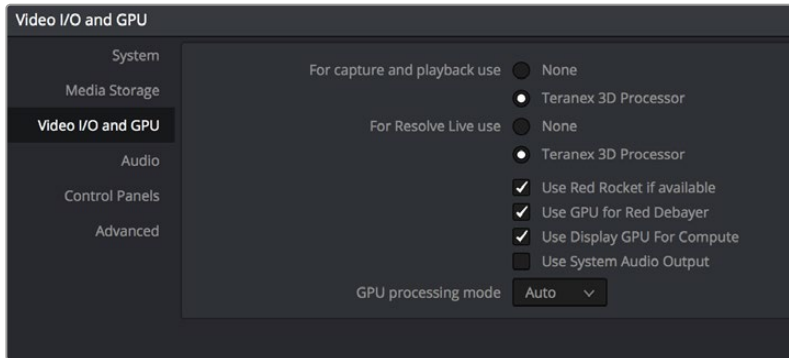 Video I/O and GPU
System
Media Storage
Video I/O and GPU
Audio
Control Panels
Advanced
For capture and playback use None
Teranex 3D Processor
For Resolve Live use None
Teranex 3D Processor
Use Red Rocket if available
Use GPU for Red Debayer
Use Display GPU For Compute
Use System Audio Output
GPU processing mode Auto